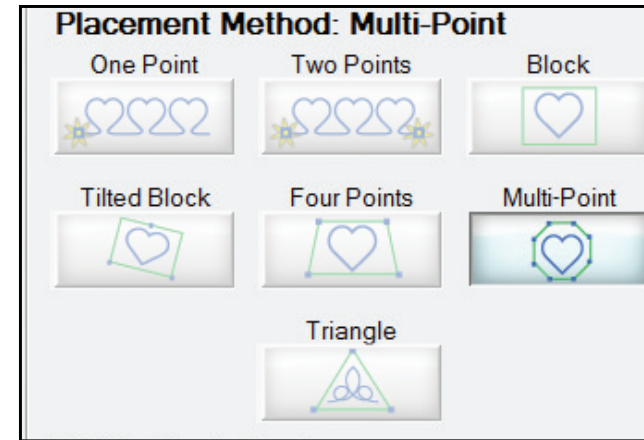 Placement Method: Multi-Point
One Point Two Points Block
Tilted Block Four Points Multi-Point
Triangle